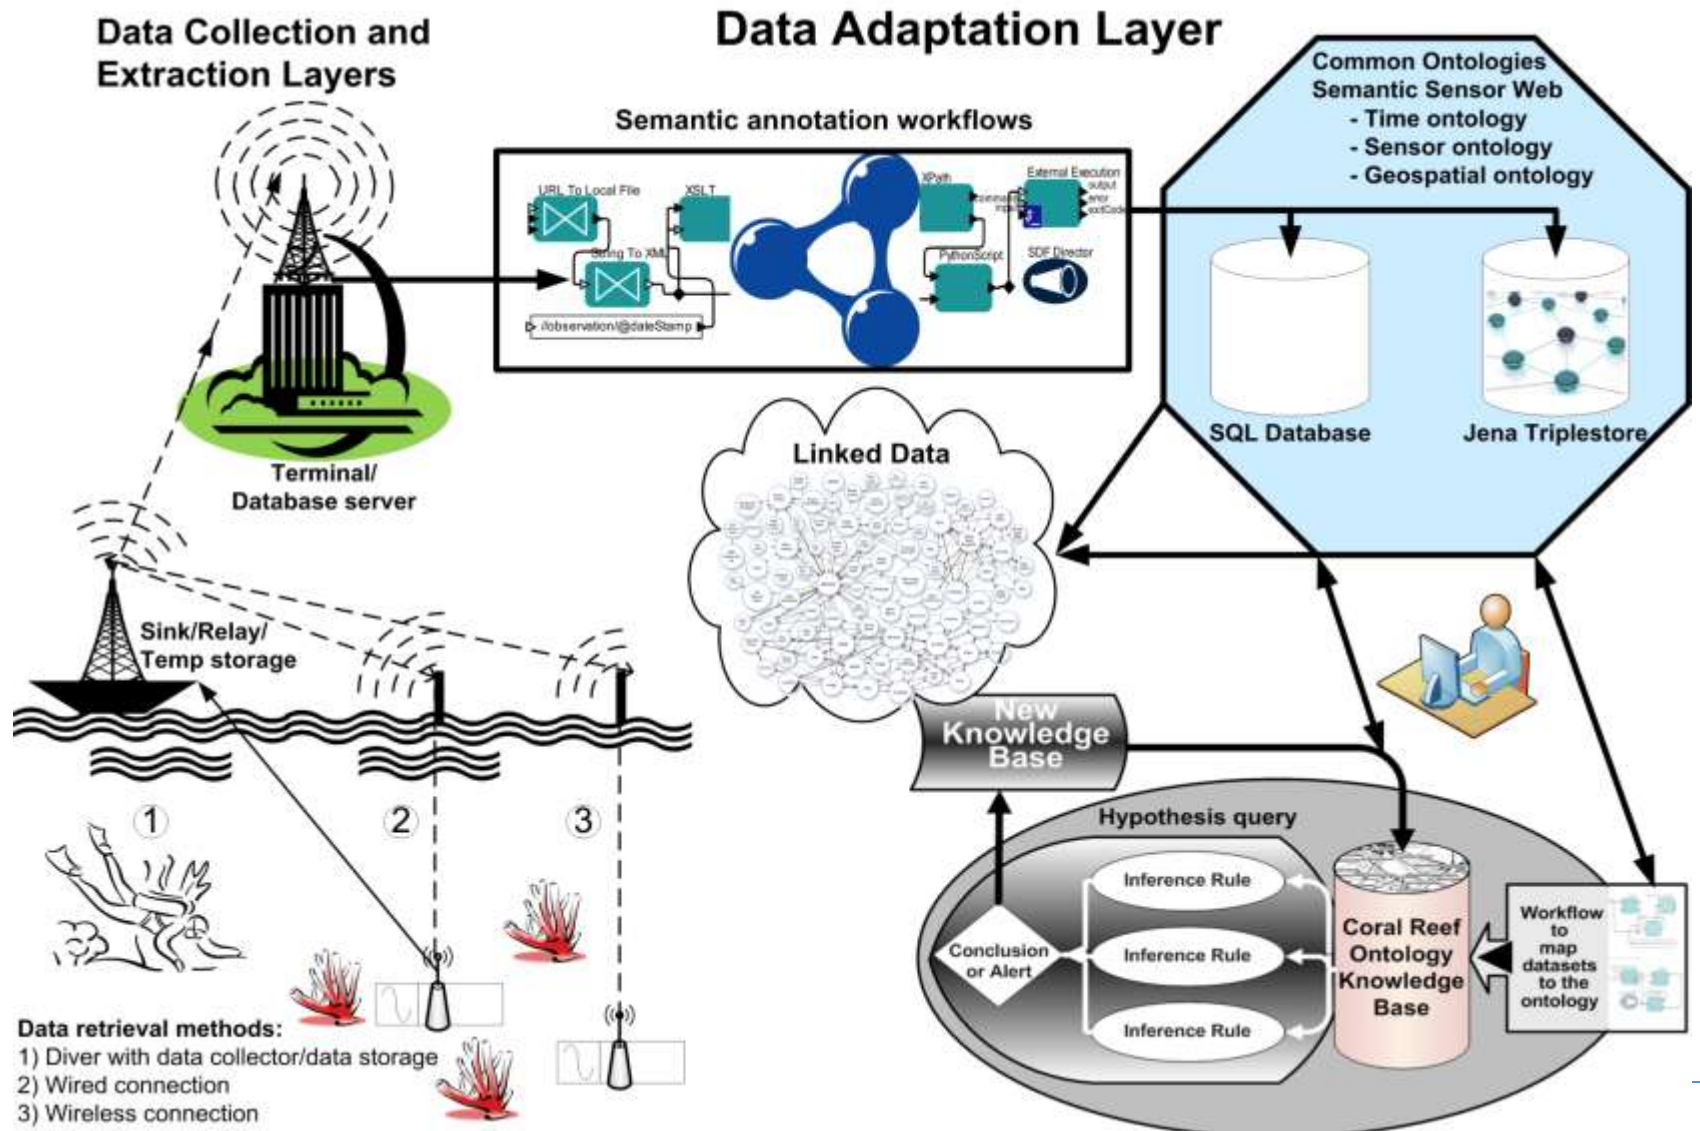 Data Collection and
Extraction Layers
Data Adaptation Layer
Semantic annotation workflows
URL To Local File
XSLT
String To XML
//observation/@dateStamp
XPath
External Execution
command
input
output
error
exitCode
PythonScript
SDF Director
Common Ontologies
Semantic Sensor Web
- Time ontology
- Sensor ontology
- Geospatial ontology
SQL Database
Jena Triplestore
Terminal/
Database server
Linked Data
Sink/Relay/
Temp storage
New
Knowledge
Base
1
2
3
Hypothesis query
Inference Rule
Inference Rule
Inference Rule
Conclusion
or Alert
Coral Reef
Ontology
Knowledge
Base
Workflow
to
map
datasets
to the
ontology
Data retrieval methods:
1) Diver with data collector/data storage
2) Wired connection
3) Wireless connection